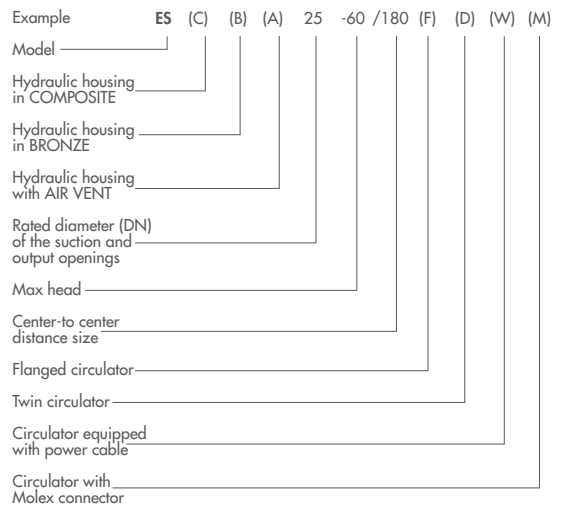 Example ES (C) (B) (A) 25 -60 /180 (F) (D) (W) (M)
Model
Hydraulic housing
in COMPOSITE
Hydraulic housing
in BRONZE
Hydraulic housing
with AIR VENT
Rated diameter (DN)
of the suction and
output openings
Max head
Center-to center
distance size
Flanged circulator
Twin circulator
Circulator equipped
with power cable
Circulator with
Molex connector